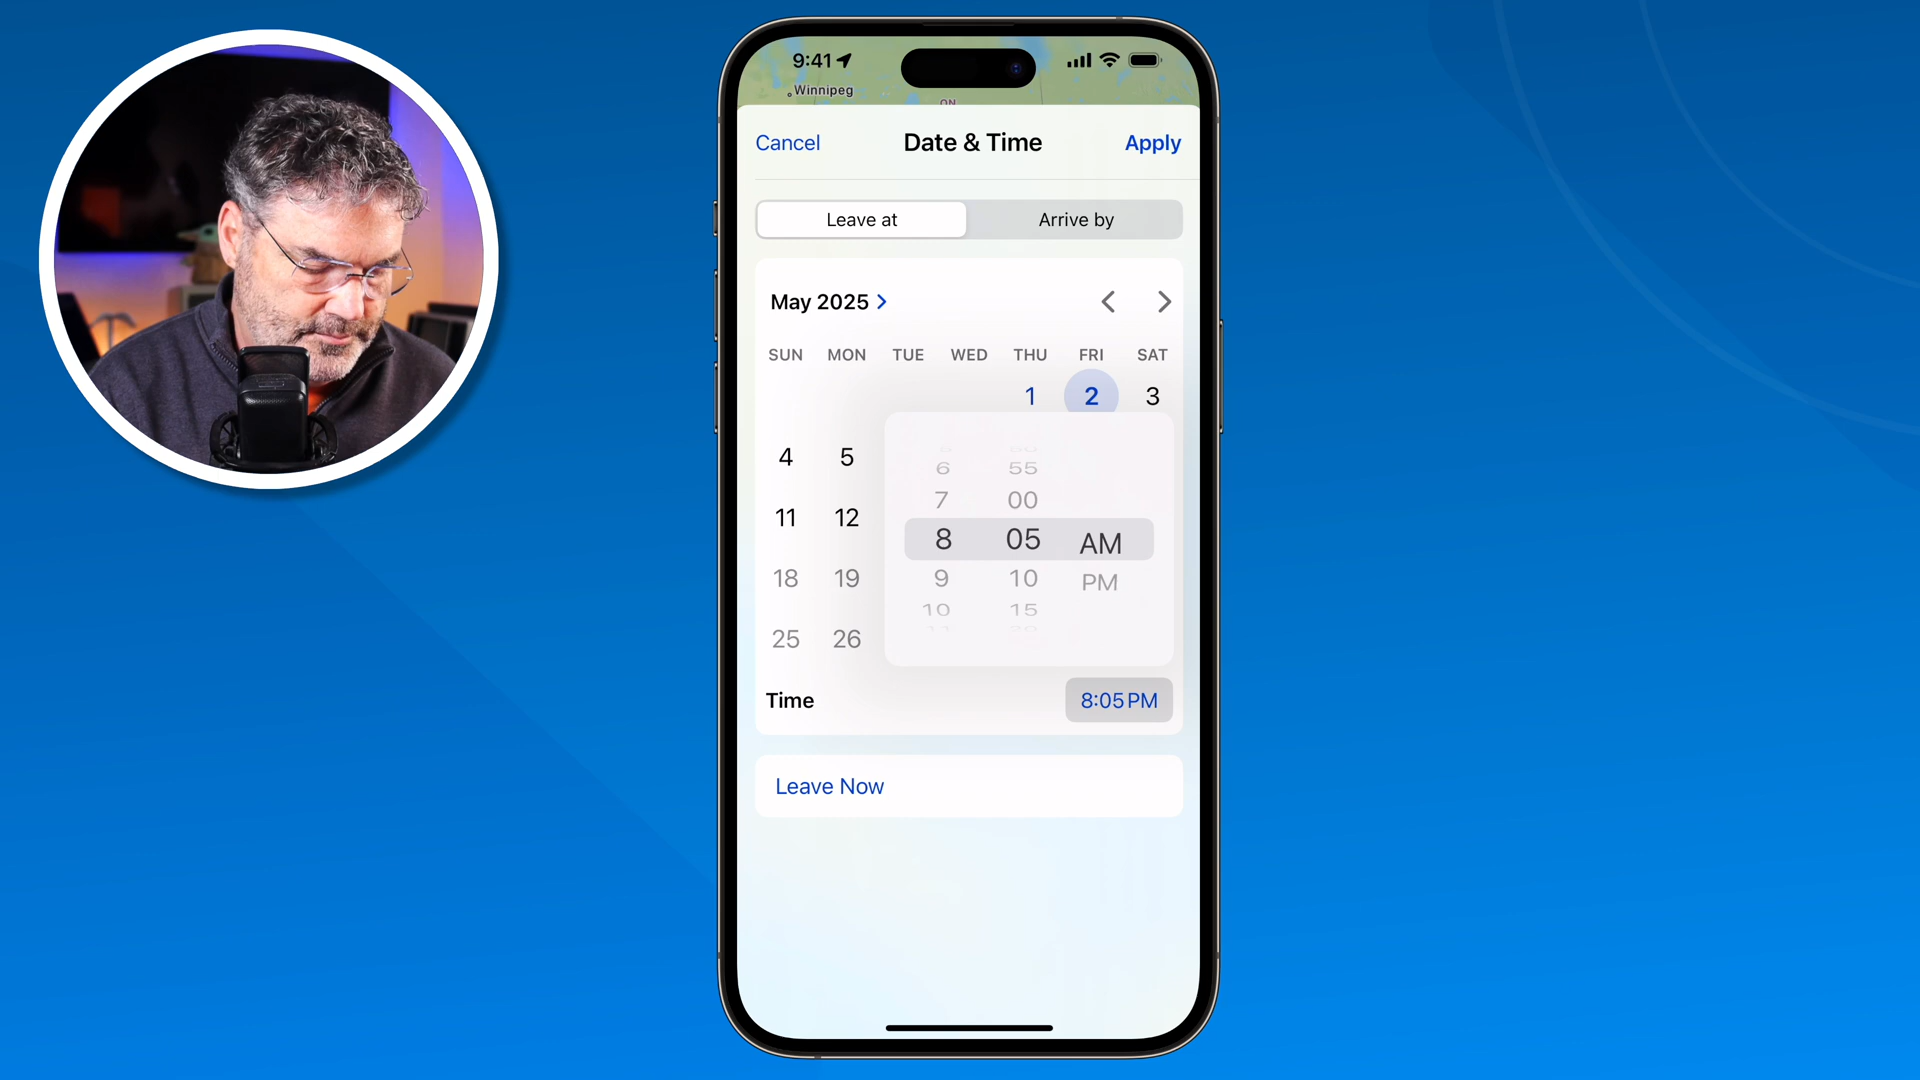 9:41
Winnipeg
ON
Cancel
Date & Time
Apply
Leave at
Arrive by
May 2025
SUN MON TUE WED THU FRI SAT
1 2 3
4 5
11 12
18 19
25 26
6 55
7 00
8 05 AM
9 10 PM
10 15
Time
8:05 PM
Leave Now